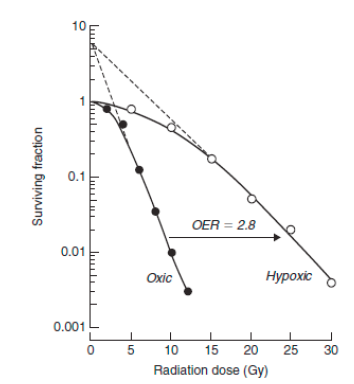 10
1
0.1
0.01
0.001
Surviving fraction
OER = 2.8
Oxic
Hypoxic
0 5 10 15 20 25 30
Radiation dose (Gy)